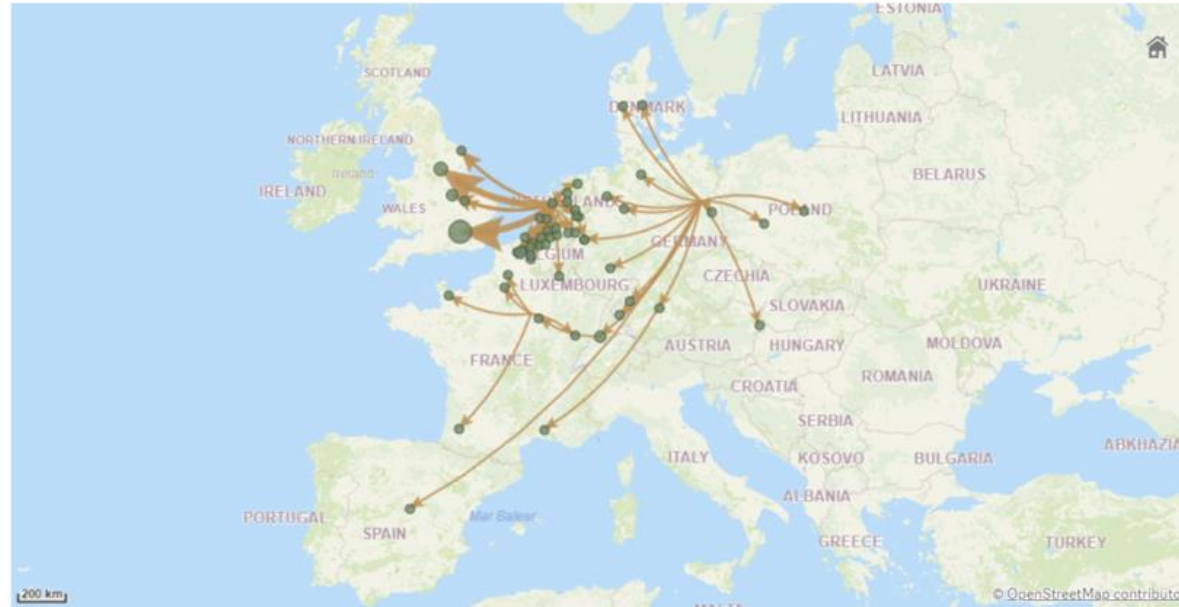 ESTONIA
SCOTLAND
LATVIA
DENMARK
LITHUANIA
NORTHERN IRELAND
Ireland
BELARUS
IRELAND
WALES
POLAND
GERMANY
BELGIUM
CZECHIA
LUXEMBOURG
UKRAINE
SLOVAKIA
FRANCE
AUSTRIA
HUNGARY
MOLDOVA
CROATIA
ROMANIA
SERBIA
ITALY
KOSOVO
BULGARIA
ABKHAZIA
ALBANIA
PORTUGAL
Mar Balear
SPAIN
GREECE
TURKEY
200 km
© OpenStreetMap contributo